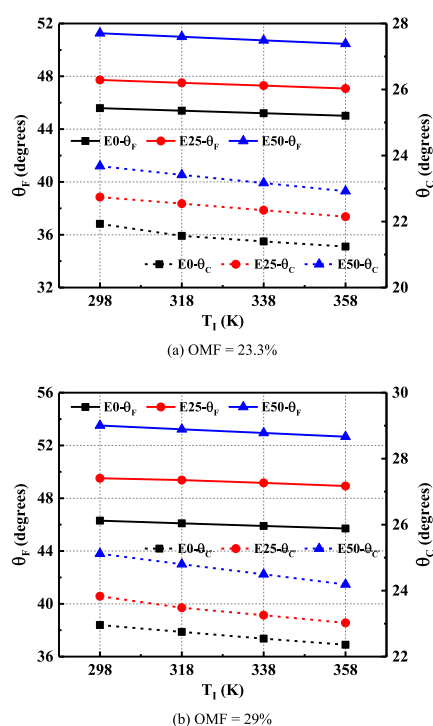 52
48
44
40
36
32
28
26
24
22
20
θF (degrees)
θC (degrees)
E0-θF E25-θF E50-θF
E0-θC E25-θC E50-θC
298 318 338 358
TI (K)
(a) OMF = 23.3%
56
52
48
44
40
36
30
28
26
24
22
θF (degrees)
θC (degrees)
E0-θF E25-θF E50-θF
E0-θC E25-θC E50-θC
298 318 338 358
TI (K)
(b) OMF = 29%